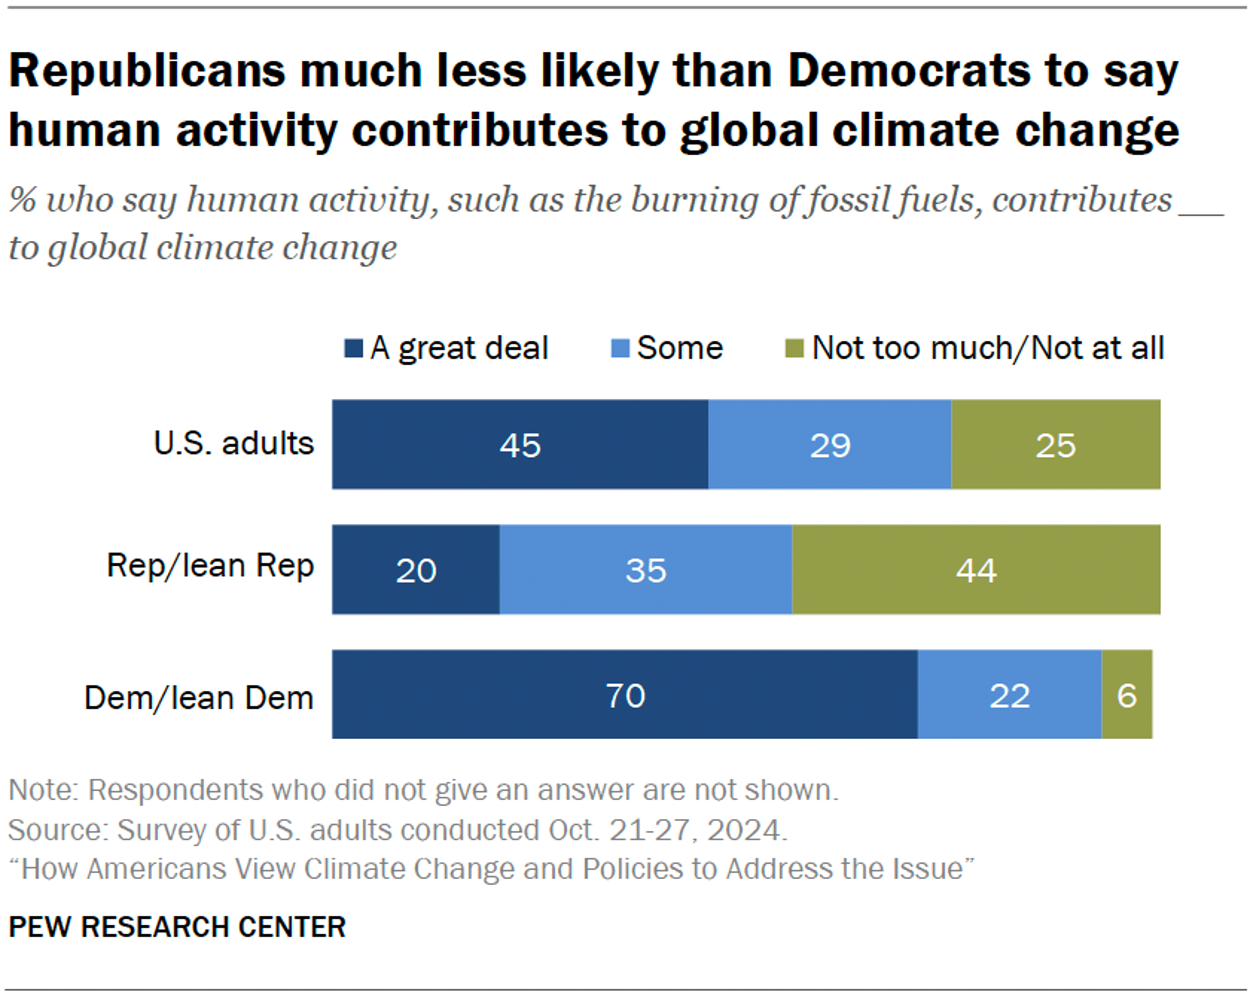 Republicans much less likely than Democrats to say
human activity contributes to global climate change
% who say human activity, such as the burning of fossil fuels, contributes __
to global climate change
A great deal Some Not too much/Not at all
U.S. adults 45 29 25
Rep/lean Rep 20 35 44
Dem/lean Dem 70 22 6
Note: Respondents who did not give an answer are not shown.
Source: Survey of U.S. adults conducted Oct. 21-27, 2024.
“How Americans View Climate Change and Policies to Address the Issue”
PEW RESEARCH CENTER